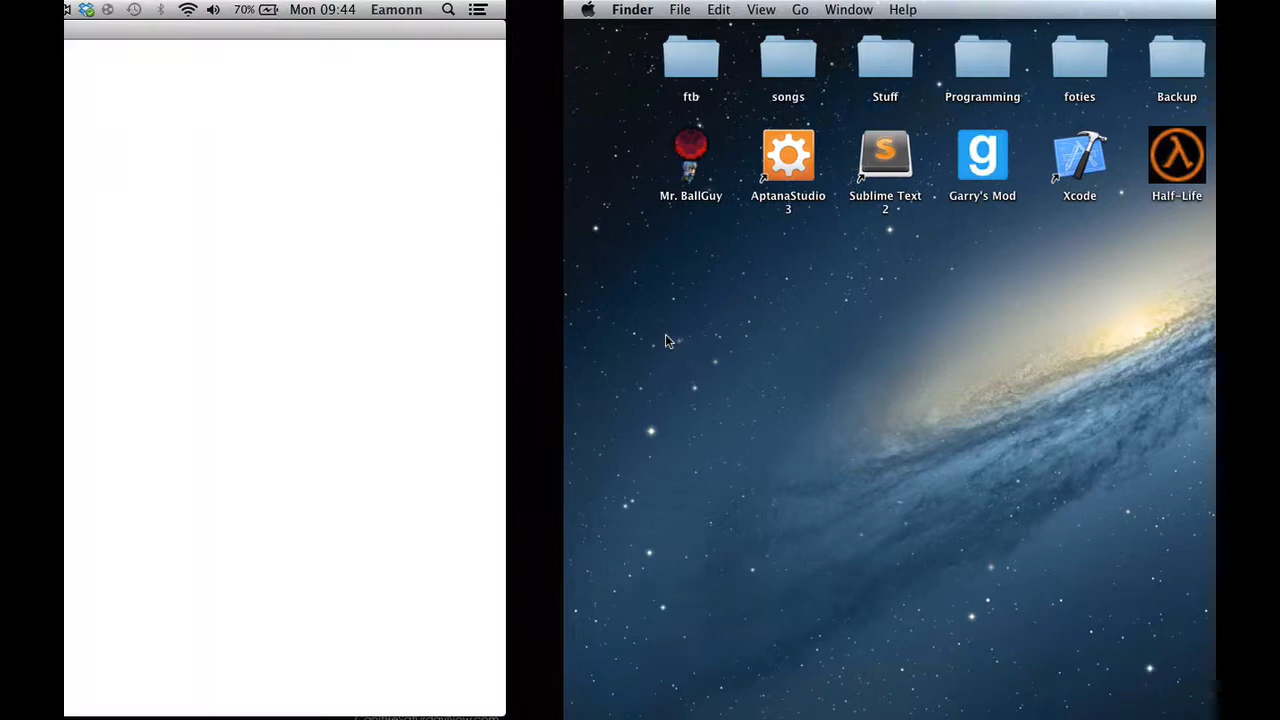 70% Mon 09:44 Eamonn
Finder File Edit View Go Window Help
ftb songs Stuff Programming foties Backup
Mr. BallGuy AptanaStudio Sublime Text Garry's Mod Xcode Half-Life
3 2